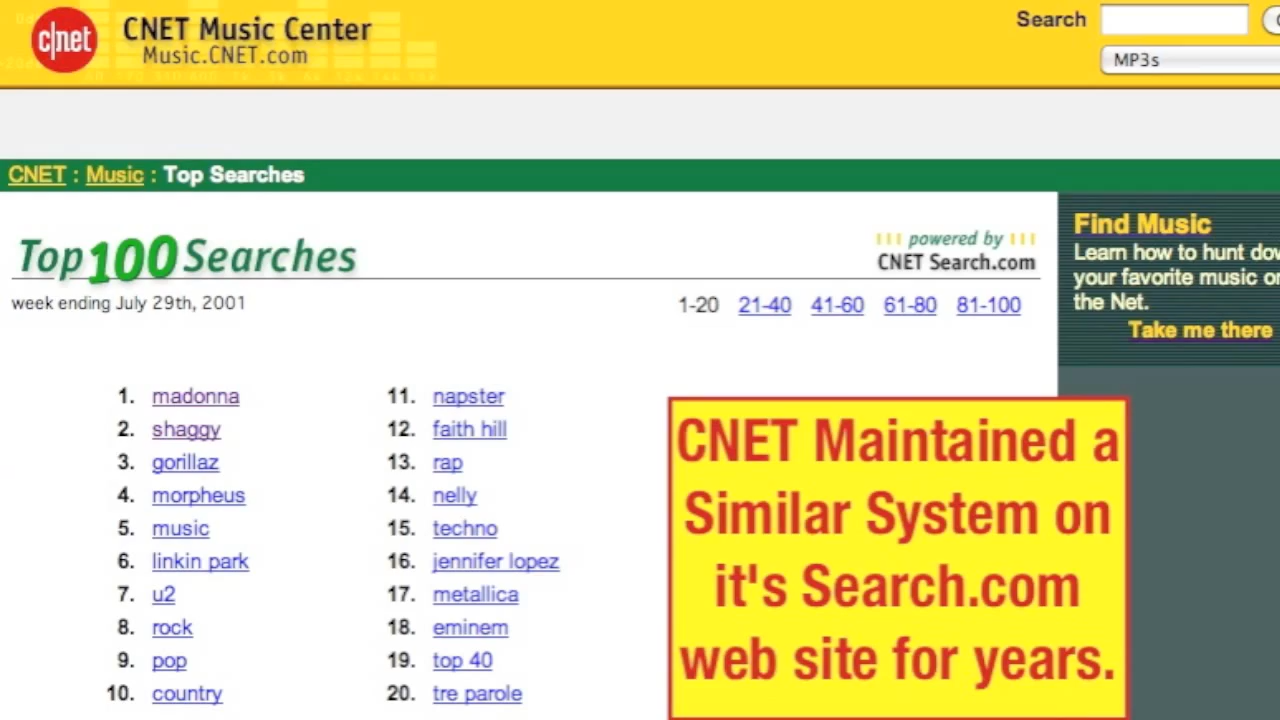 c|net
CNET Music Center
Music.CNET.com
Search
MP3s
CNET : Music : Top Searches
Top 100 Searches
powered by
CNET Search.com
week ending July 29th, 2001
1-20 21-40 41-60 61-80 81-100
Find Music
Learn how to hunt dow
your favorite music on
the Net.
Take me there
1. madonna
2. shaggy
3. gorillaz
4. morpheus
5. music
6. linkin park
7. u2
8. rock
9. pop
10. country
11. napster
12. faith hill
13. rap
14. nelly
15. techno
16. jennifer lopez
17. metallica
18. eminem
19. top 40
20. tre parole
CNET Maintained a
Similar System on
it's Search.com
web site for years.